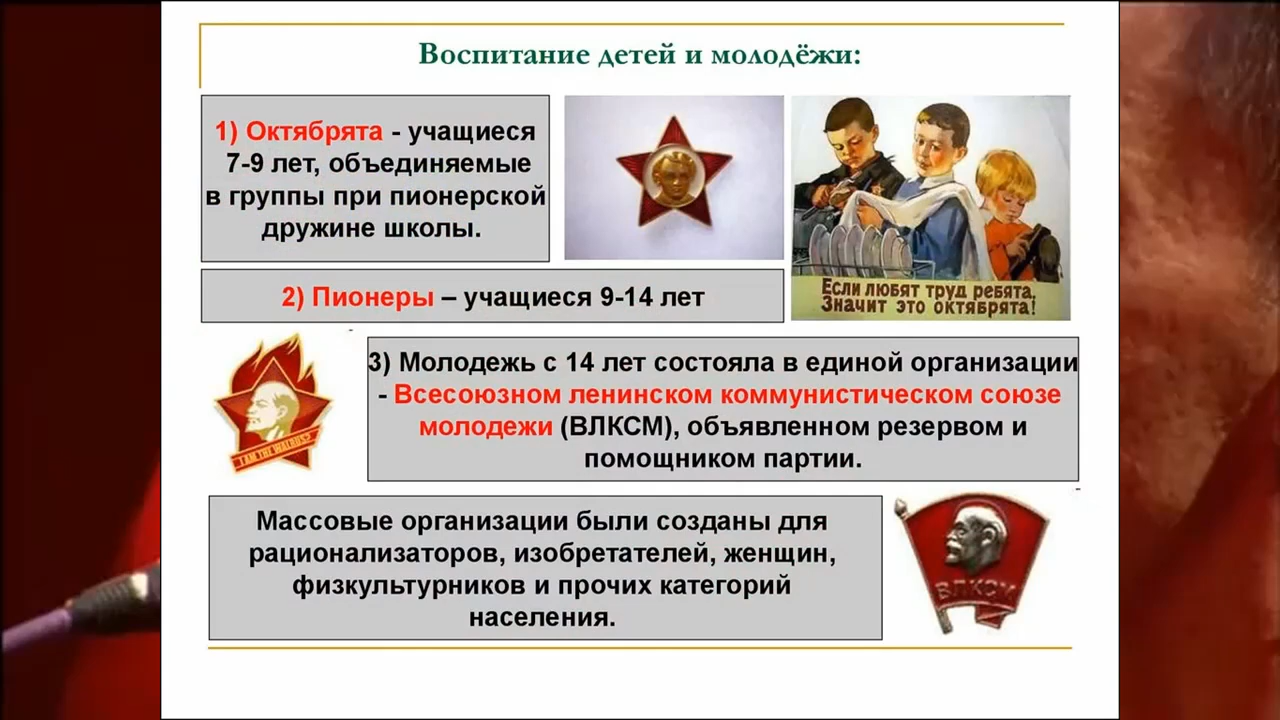 Воспитание детей и молодёжи:
1) Октябрята - учащиеся
7-9 лет, объединяемые
в группы при пионерской
дружине школы.
Если любят труд ребята,
Значит это октябрята!
2) Пионеры – учащиеся 9-14 лет
3) Молодежь с 14 лет состояла в единой организации
- Всесоюзном ленинском коммунистическом союзе
молодежи (ВЛКСМ), объявленном резервом и
помощником партии.
I AM THE WALRUS?
Массовые организации были созданы для
рационализаторов, изобретателей, женщин,
физкультурников и прочих категорий
населения.
ВЛКСМ